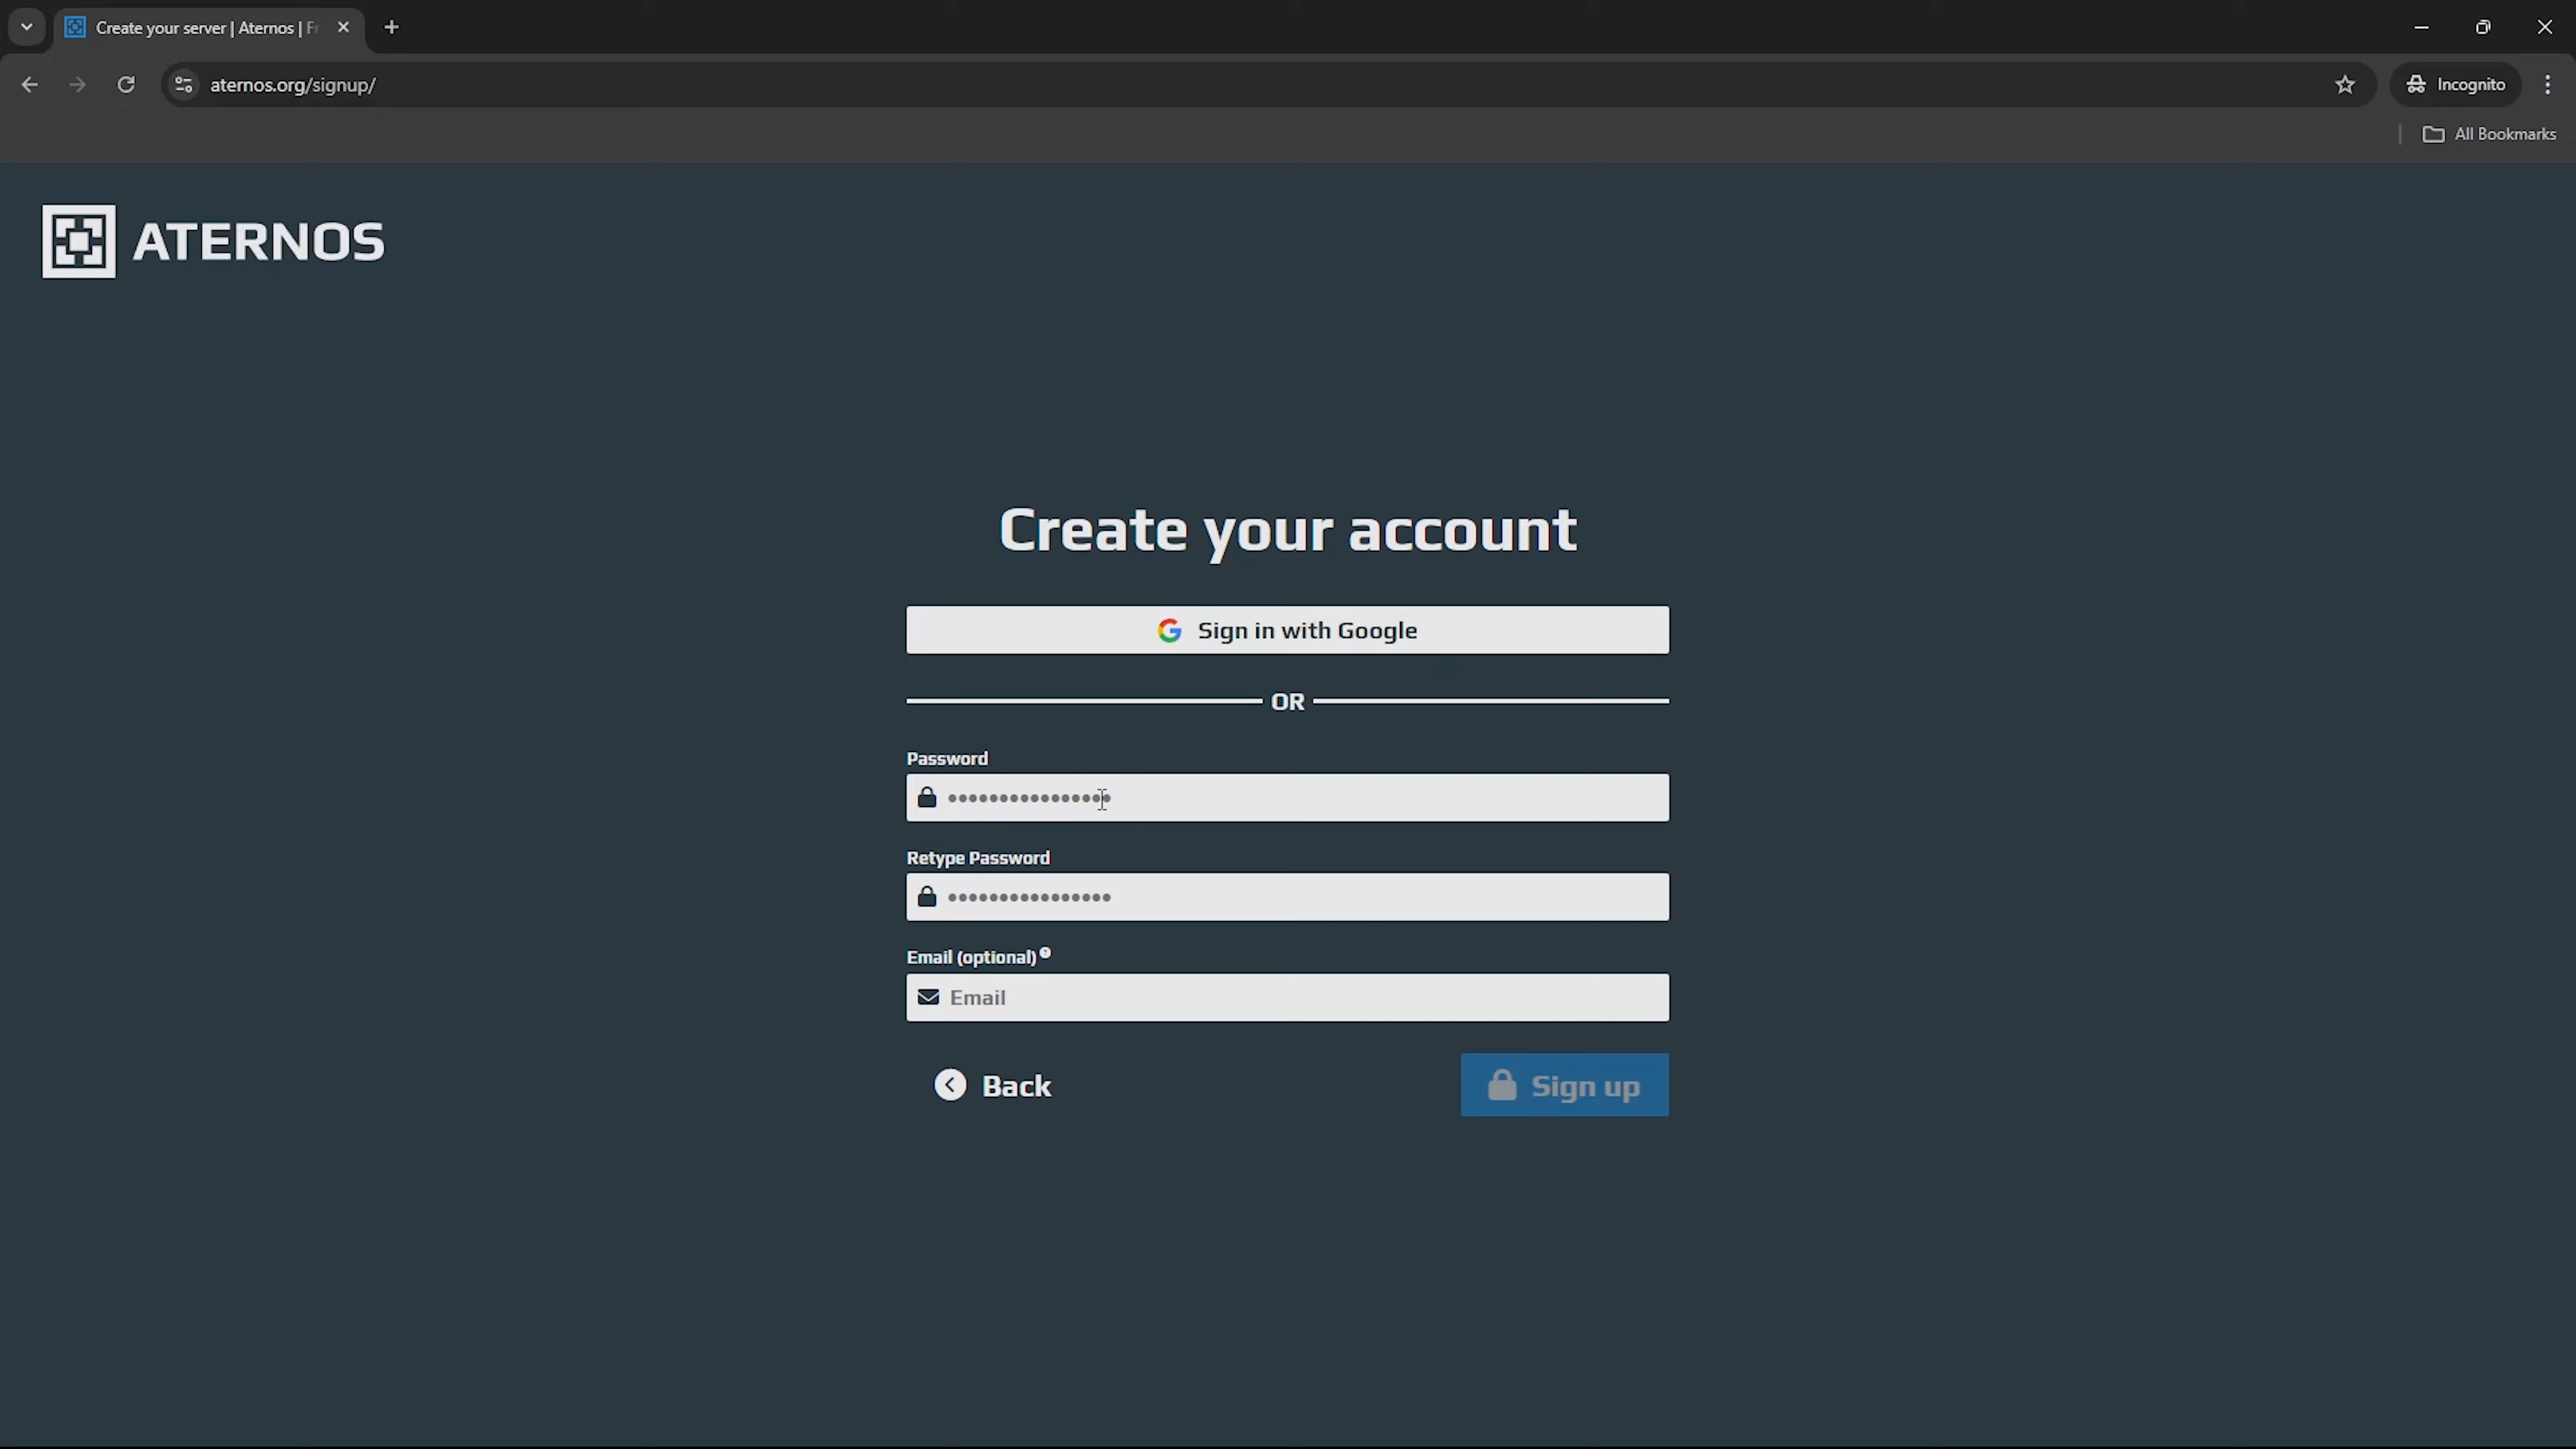 Create your server | Aternos | Fr
aternos.org/signup/
Incognito
All Bookmarks
ATERNOS
Create your account
Sign in with Google
OR
Password
••••••••••••••••
Retype Password
••••••••••••••••
Email (optional)
Email
Back
Sign up